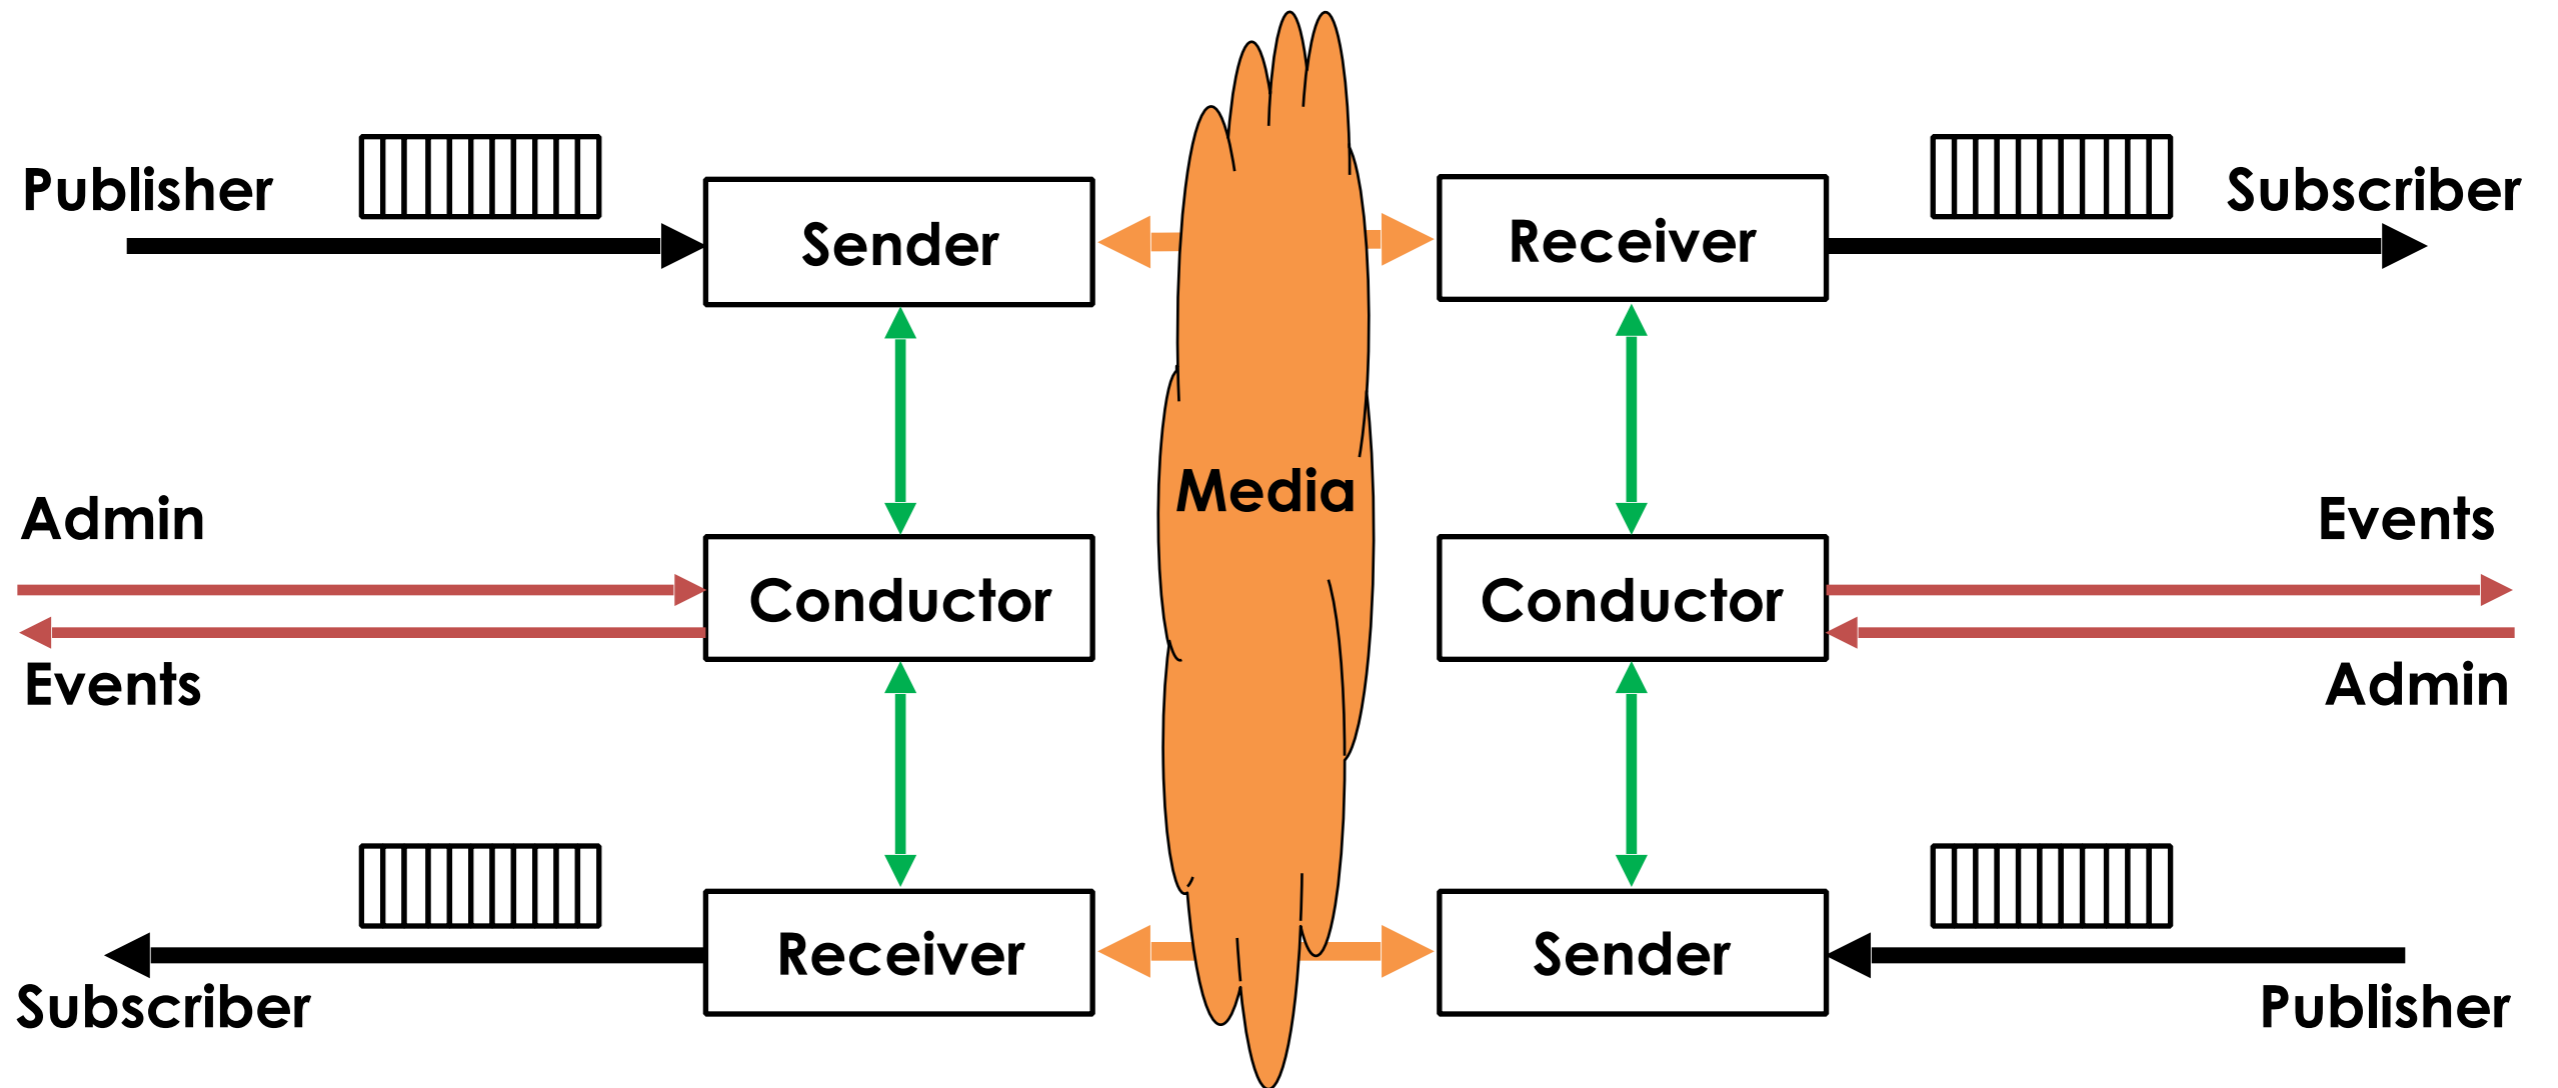 Publisher
Subscriber
Sender
Receiver
Media
Admin
Events
Conductor
Conductor
Events
Admin
Receiver
Sender
Subscriber
Publisher